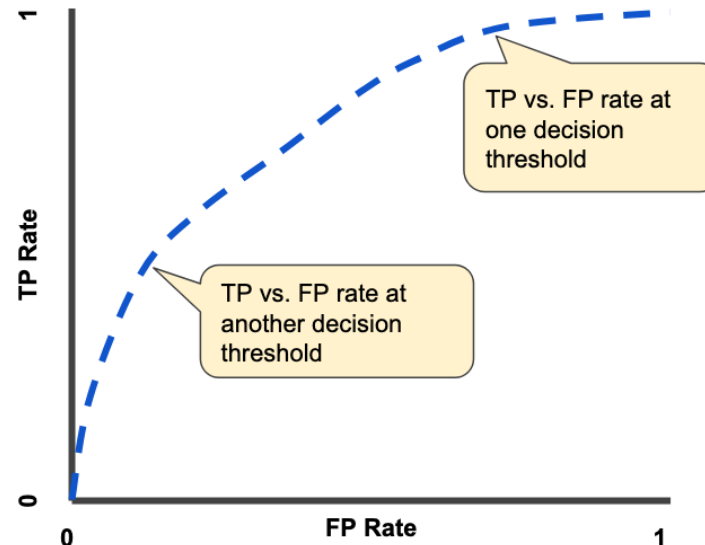 1
TP vs. FP rate at
one decision
threshold
TP Rate
TP vs. FP rate at
another decision
threshold
0
0
FP Rate
1